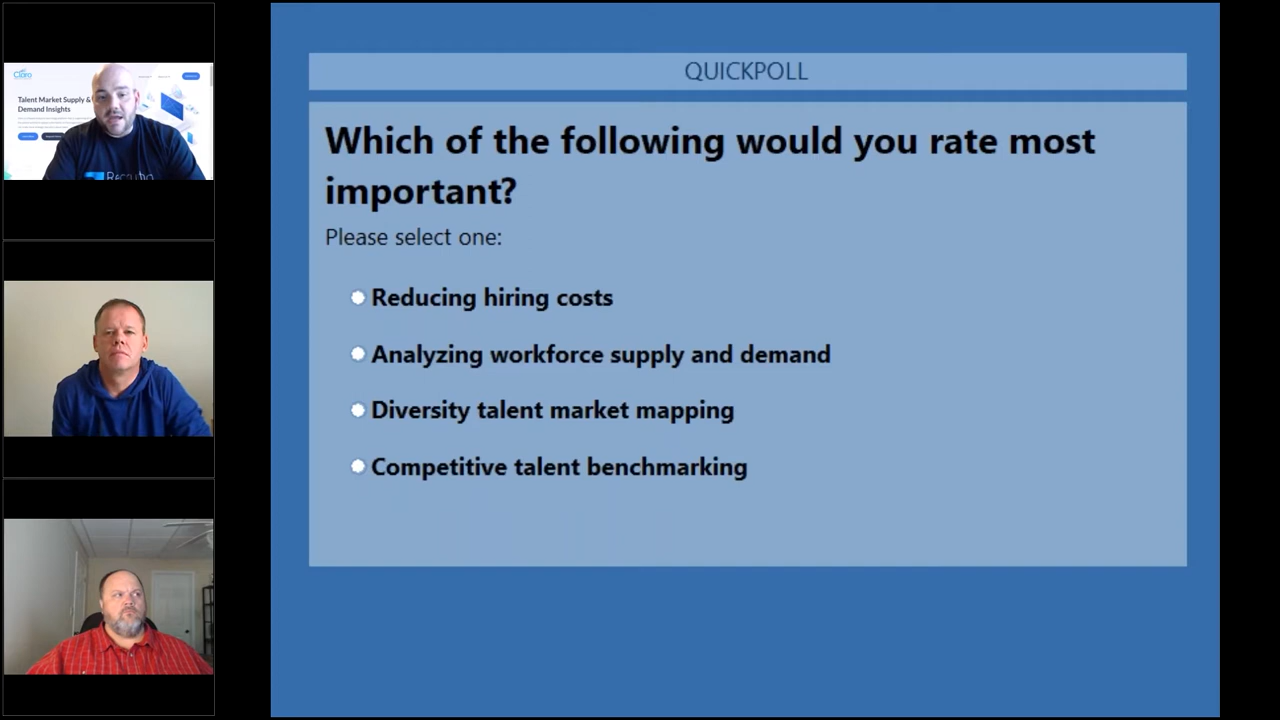 Claro
Talent Market Supply &
Demand Insights
QUICKPOLL
Which of the following would you rate most
important?
Please select one:
Reducing hiring costs
Analyzing workforce supply and demand
Diversity talent market mapping
Competitive talent benchmarking